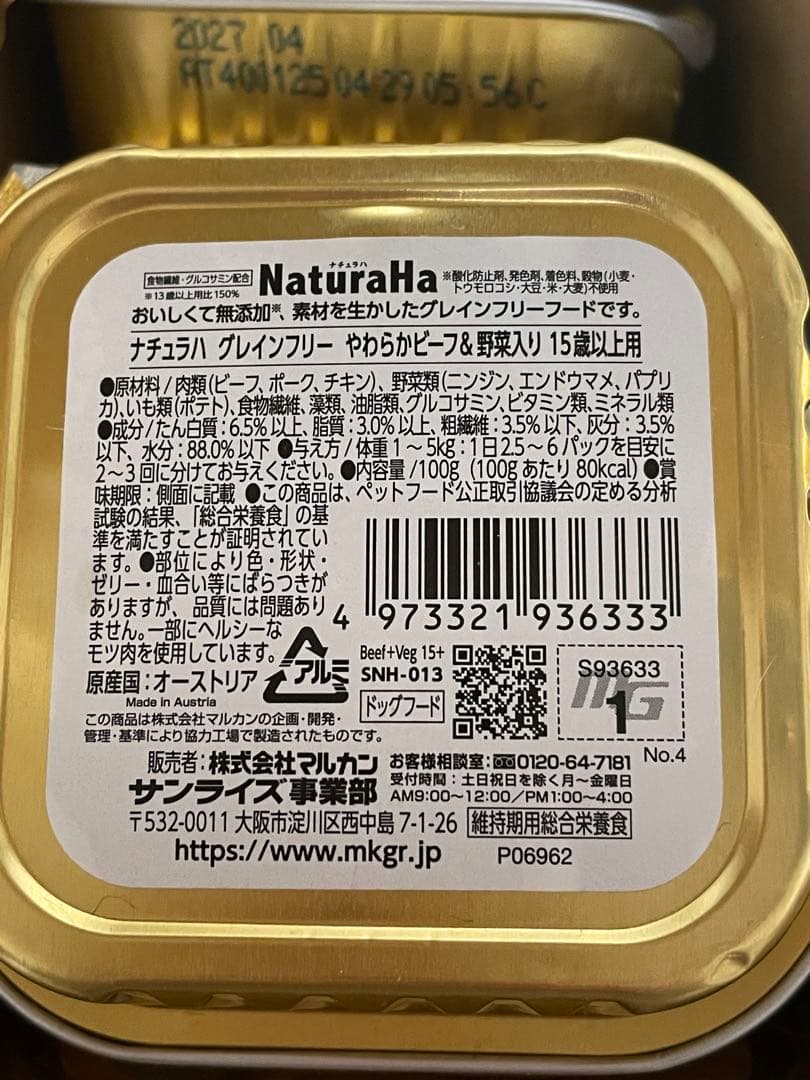 2027.04
AT400125 04 29 05:56C
食物繊維・グルコサミン配合
※13歳以上用比150%
ナチュラハ
NaturaHa
※酸化防止剤、発色剤、着色料、穀物(小麦・
トウモロコシ・大豆・米・大麦)不使用
おいしくて無添加※、素材を生かしたグレインフリーフードです。
ナチュラハ グレインフリー やわらかビーフ&野菜入り 15歳以上用
●原材料/肉類(ビーフ、ポーク、チキン)、野菜類(ニンジン、エンドウマメ、パプリ
カ)、いも類(ポテト)、食物繊維、藻類、油脂類、グルコサミン、ビタミン類、ミネラル類
●成分/たん白質:6.5%以上、脂質:3.0%以上、粗繊維:3.5%以下、灰分:3.5%
以下、水分:88.0%以下 ●与え方/体重1~5kg:1日2.5~6パックを目安に
2~3回に分けてお与えください。●内容量/100g(100gあたり80kcal)●賞
味期限:側面に記載 ●この商品は、ペットフード公正取引協議会の定める分析
試験の結果、「総合栄養食」の基
準を満たすことが証明されてい
ます。●部位により色・形状・
ゼリー・血合い等にばらつきが
ありますが、品質には問題あり
ません。一部にヘルシーな
モツ肉を使用しています。
4 973321 936333
アルミ
Beef+Veg 15+
SNH-013
ドッグフード
S93633
MG
1
No.4
原産国:オーストリア
Made in Austria
この商品は株式会社マルカンの企画・開発・
管理・基準により協力工場で製造されたものです。
販売者:株式会社マルカン
サンライズ事業部
お客様相談室:0120-64-7181
受付時間:土日祝日を除く月~金曜日
AM9:00~12:00/PM1:00~4:00
〒532-0011 大阪市淀川区西中島7-1-26
維持期用総合栄養食
https://www.mkgr.jp
P06962